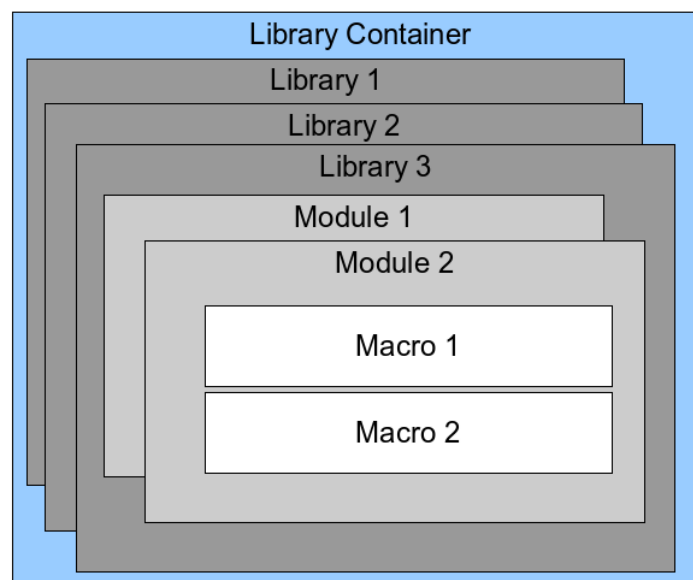 Library Container
Library 1
Library 2
Library 3
Module 1
Module 2
Macro 1
Macro 2